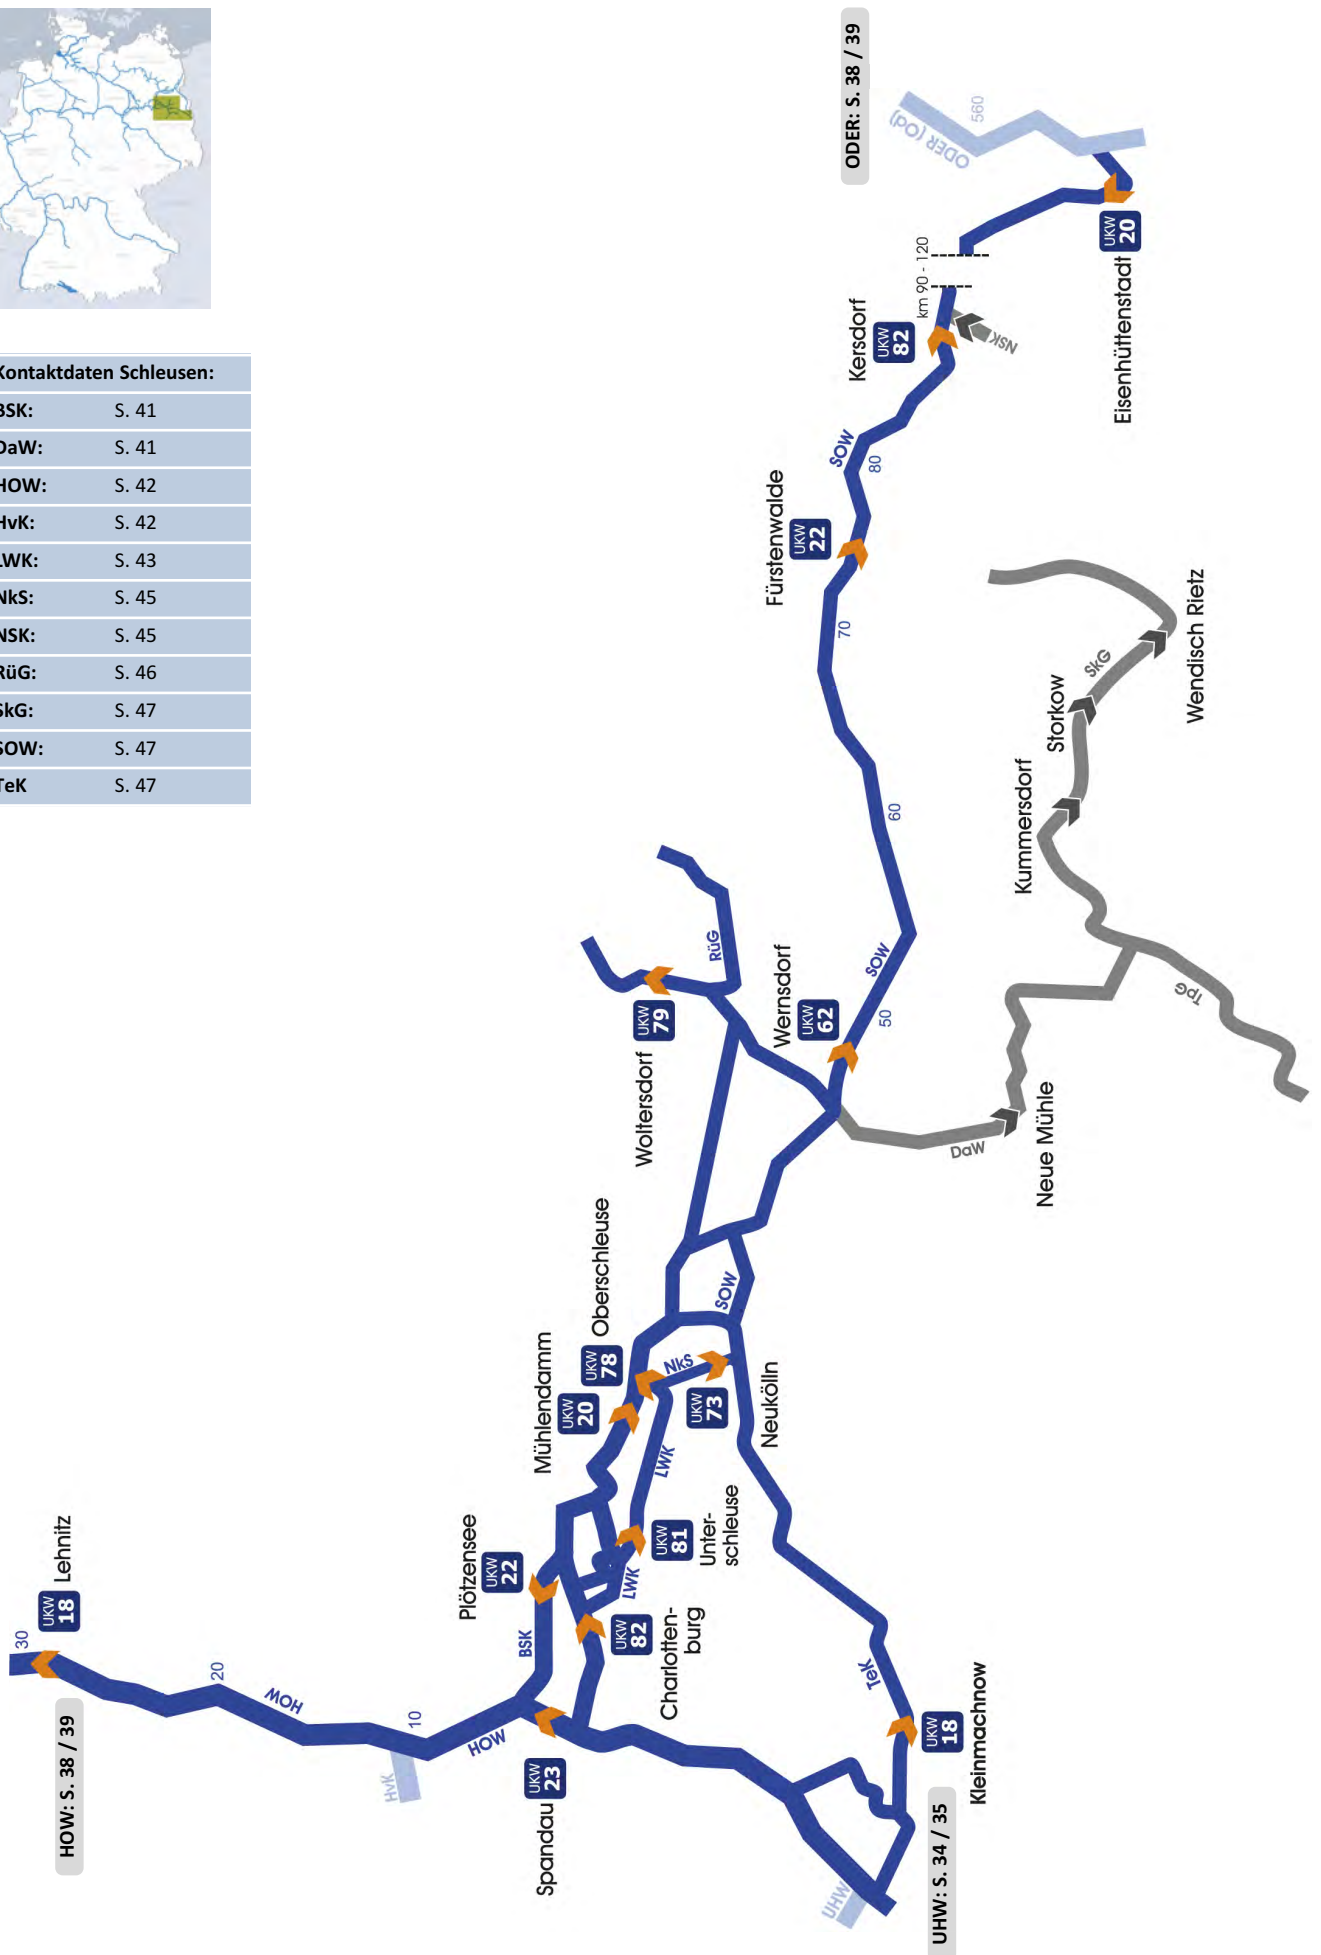 Kontaktdaten Schleusen:
BSK: S. 41
DaW: S. 41
HOW: S. 42
HvK: S. 42
LWK: S. 43
NkS: S. 45
NSK: S. 45
RüG: S. 46
SkG: S. 47
SOW: S. 47
TeK S. 47
ODER: S. 38 / 39
ODER (Od)
560
km 90 - 120
UKW
20
Eisenhüttenstadt
Kersdorf
UKW
82
NSK
SOW
80
Fürstenwalde
UKW
22
70
60
SkG
Wendisch Rietz
Storkow
Kummersdorf
TpG
RüG
UKW
79
Woltersdorf
Wernsdorf
UKW
62
SOW
50
DaW
Neue Mühle
Oberschleuse
UKW
78
SOW
Mühlendamm
UKW
20
NkS
UKW
73
Neukölln
LWK
UKW
81
Unter-
schleuse
Plötzensee
UKW
22
LWK
UKW
82
Charlotten-
burg
BSK
UKW
18
Lehnitz
30
20
HOW
10
HOW
HvK
HOW: S. 38 / 39
UKW
23
Spandau
TeK
UKW
18
Kleinmachnow
UHW
UHW: S. 34 / 35